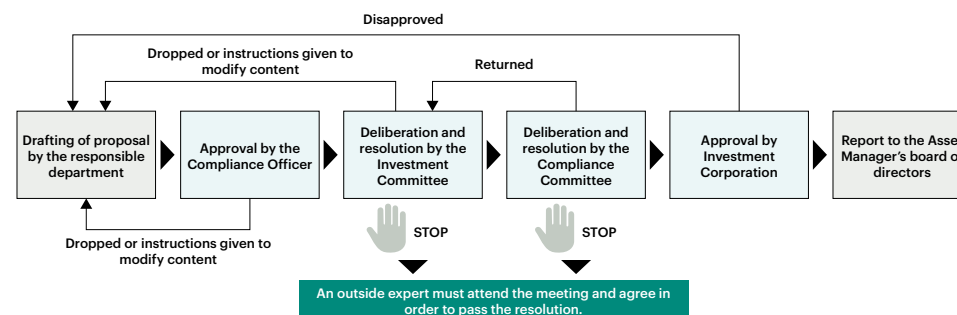 Disapproved
Dropped or instructions given to
modify content
Returned
Drafting of proposal
by the responsible
department
Approval by the
Compliance Officer
Deliberation and
resolution by the
Investment
Committee
Deliberation and
resolution by the
Compliance
Committee
Approval by
Investment
Corporation
Report to the Asse
Manager’s board o
directors
STOP
STOP
Dropped or instructions given to
modify content
An outside expert must attend the meeting and agree in
order to pass the resolution.